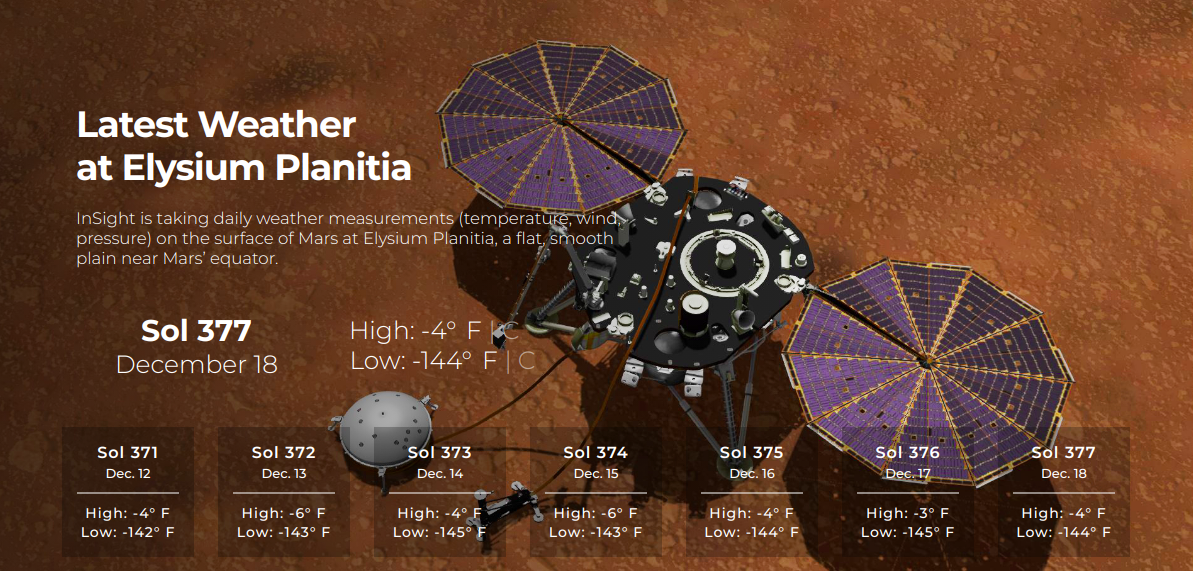 Latest Weather
at Elysium Planitia
InSight is taking daily weather measurements (temperature, wind,
pressure) on the surface of Mars at Elysium Planitia, a flat, smooth
plain near Mars’ equator.
Sol 377
December 18
High: -4° F | C
Low: -144° F | C
Sol 371
Dec. 12
High: -4° F
Low: -142° F
Sol 372
Dec. 13
High: -6° F
Low: -143° F
Sol 373
Dec. 14
High: -4° F
Low: -145° F
Sol 374
Dec. 15
High: -6° F
Low: -143° F
Sol 375
Dec. 16
High: -4° F
Low: -144° F
Sol 376
Dec. 17
High: -3° F
Low: -145° F
Sol 377
Dec. 18
High: -4° F
Low: -144° F